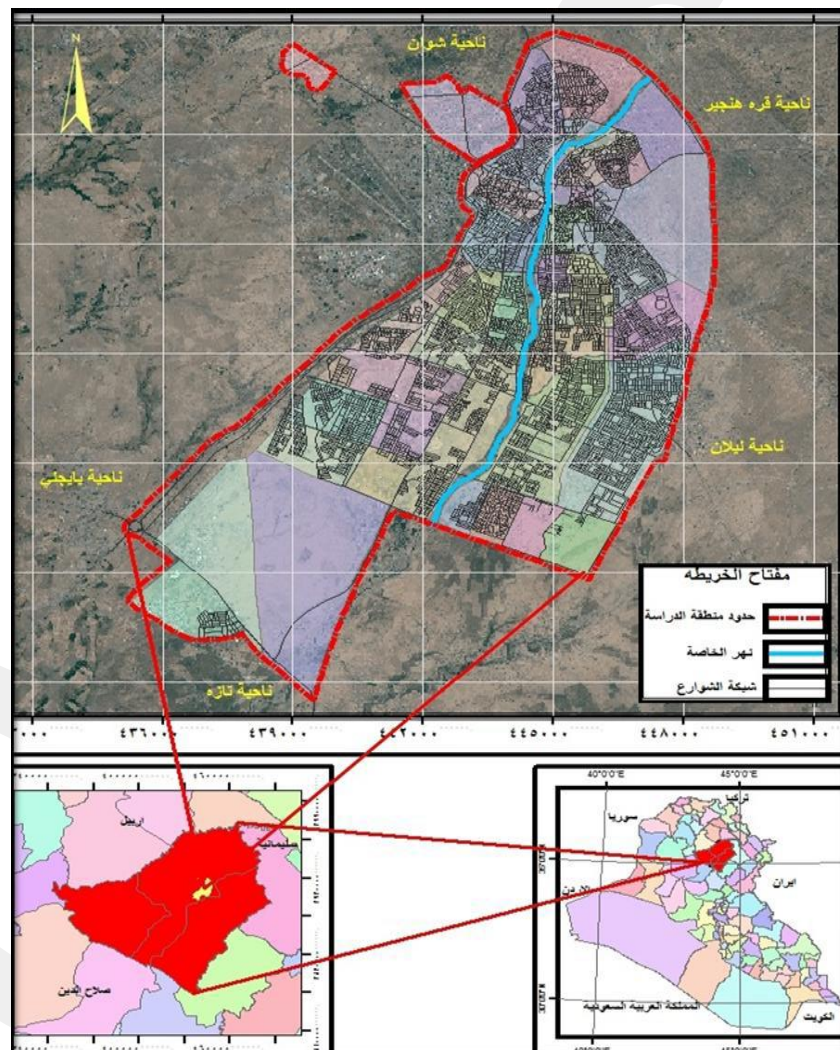 ناحية شوان
N
ناحية قره هنجير
ناحية ليلان
ناحية يايجلي
ناحية تازه
مفتاح الخريطه
حدود منطقة الدراسة
نهر الخاصة
شبكة الشوارع
٤٣٦٠٠٠
٤٣٩٠٠٠
٤٤٢٠٠٠
٤٤٥٠٠٠
٤٤٨٠٠٠
٤٥١٠٠٠
٤٠٠٠٠٠
٤٦٠٠٠٠
اربيل
سليمانية
صلاح الدين
40°0'0"E
45°0'0"E
تركيا
سوريا
ايران
الاردن
المملكة العربية السعودية
الكويت